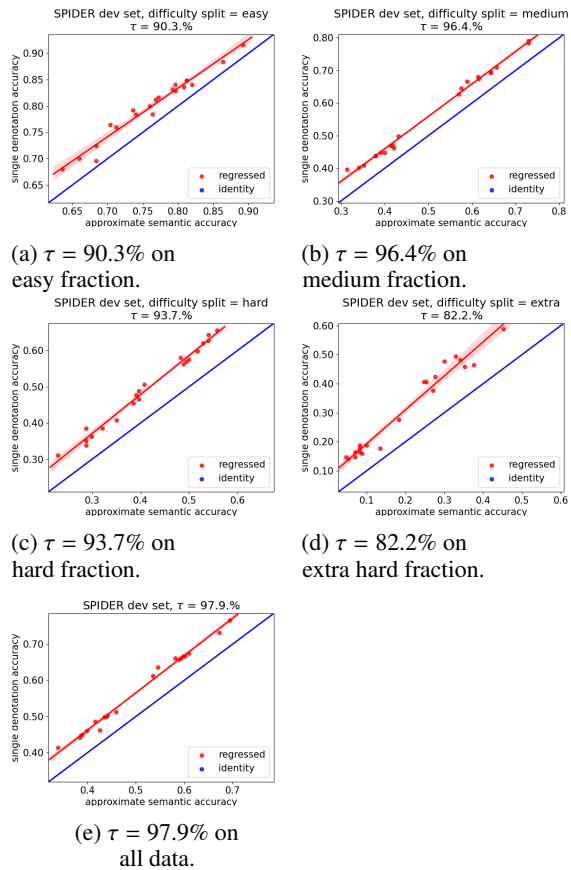 SPIDER dev set, difficulty split = easy
τ = 90.3.%
single denotation accuracy
0.90
0.85
0.80
0.75
0.70
0.65
regressed
identity
0.65 0.70 0.75 0.80 0.85 0.90
approximate semantic accuracy
(a) τ = 90.3% on
easy fraction.
SPIDER dev set, difficulty split = medium
τ = 96.4.%
single denotation accuracy
0.80
0.70
0.60
0.50
0.40
0.30
regressed
identity
0.3 0.4 0.5 0.6 0.7 0.8
approximate semantic accuracy
(b) τ = 96.4% on
medium fraction.
SPIDER dev set, difficulty split = hard
τ = 93.7.%
single denotation accuracy
0.60
0.50
0.40
0.30
regressed
identity
0.3 0.4 0.5 0.6
approximate semantic accuracy
(c) τ = 93.7% on
hard fraction.
SPIDER dev set, difficulty split = extra
τ = 82.2.%
single denotation accuracy
0.60
0.50
0.40
0.30
0.20
0.10
regressed
identity
0.1 0.2 0.3 0.4 0.5 0.6
approximate semantic accuracy
(d) τ = 82.2% on
extra hard fraction.
SPIDER dev set, τ = 97.9.%
single denotation accuracy
0.70
0.60
0.50
0.40
regressed
identity
0.4 0.5 0.6 0.7
approximate semantic accuracy
(e) τ = 97.9% on
all data.